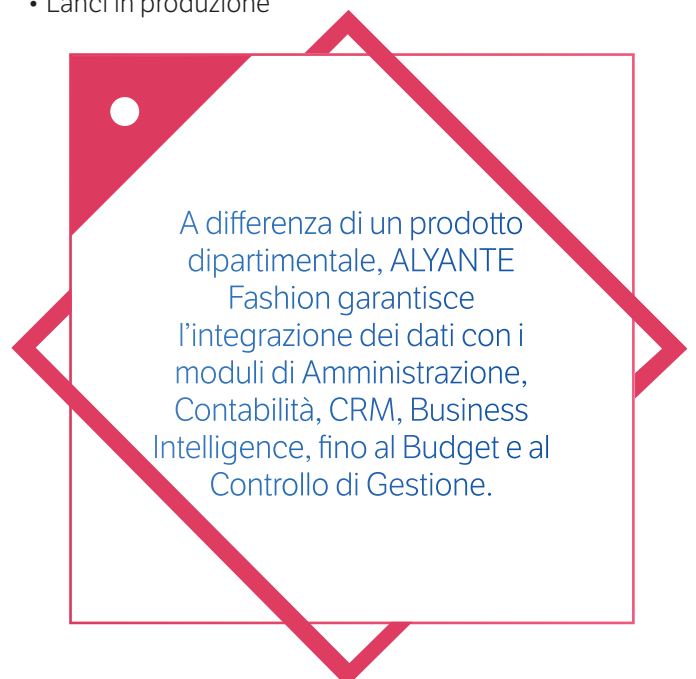 • Lanci in produzione
A differenza di un prodotto
dipartimentale, ALYANTE
Fashion garantisce
l’integrazione dei dati con i
moduli di Amministrazione,
Contabilità, CRM, Business
Intelligence, fino al Budget e al
Controllo di Gestione.